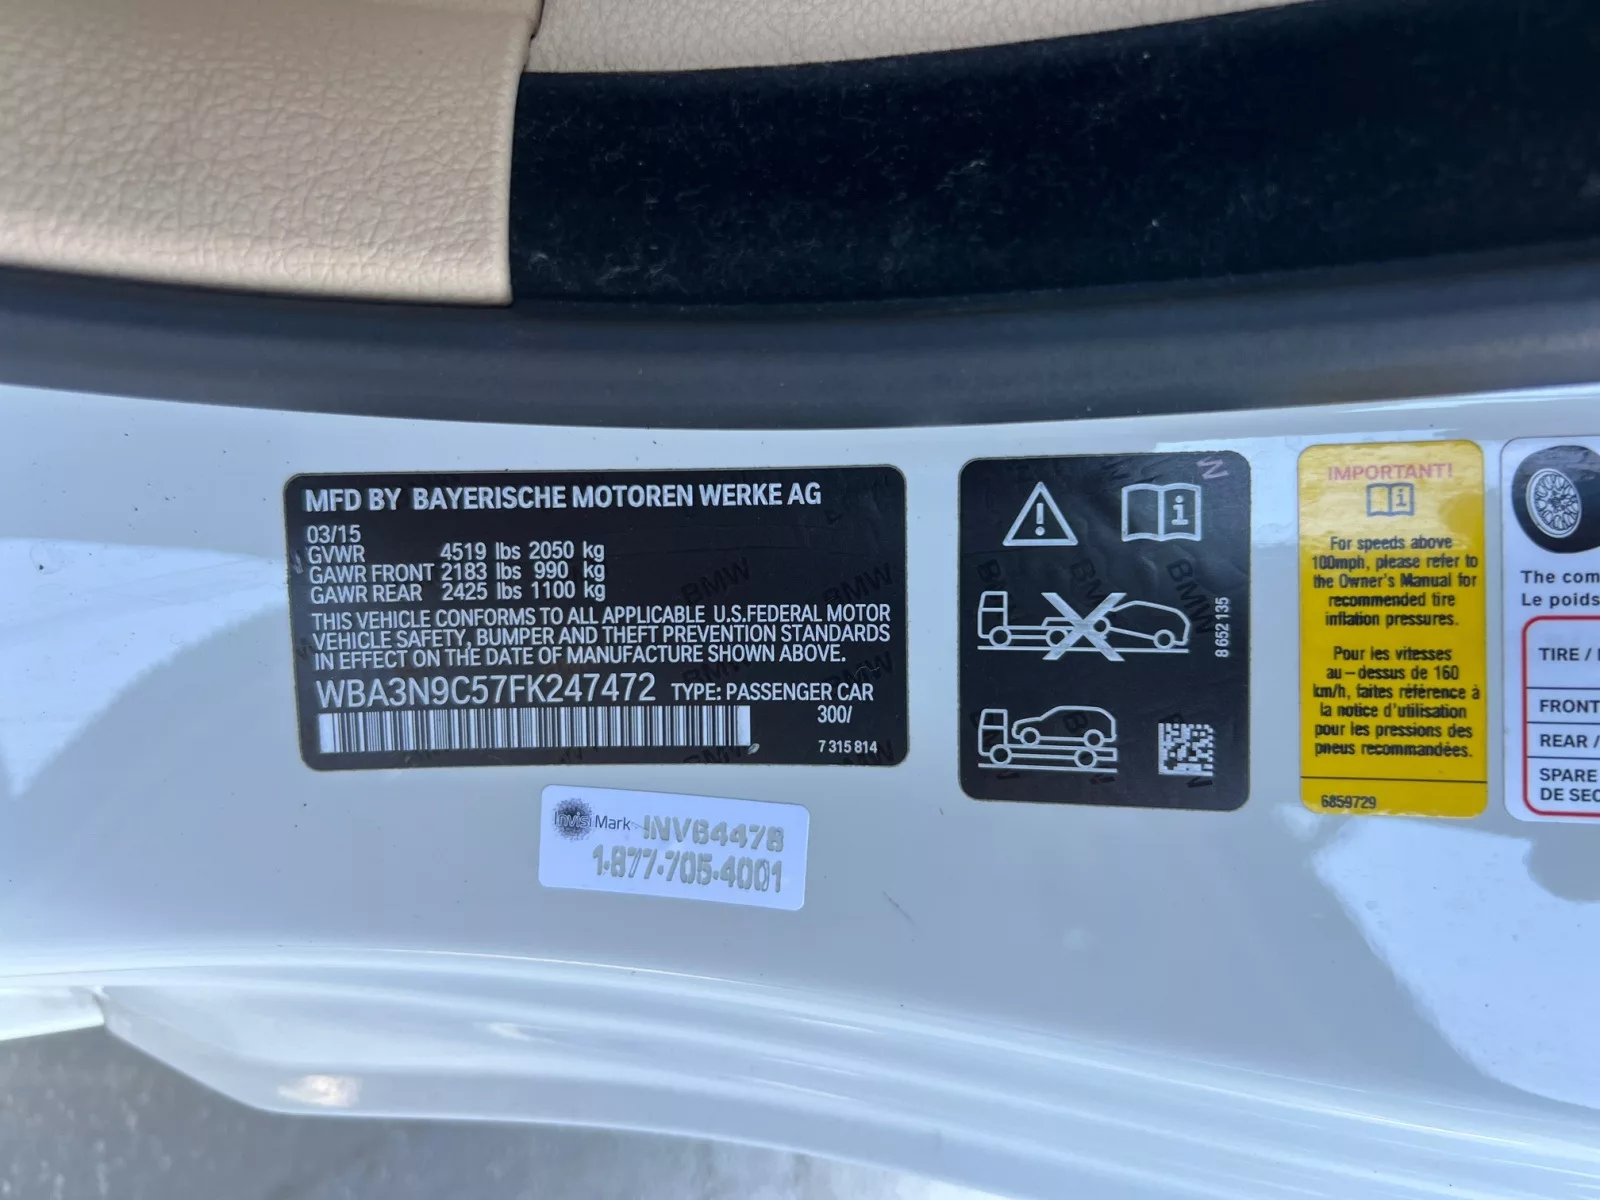 MFD BY BAYERISCHE MOTOREN WERKE AG
03/15
GVWR 4519 lbs 2050 kg
GAWR FRONT 2183 lbs 990 kg
GAWR REAR 2425 lbs 1100 kg
THIS VEHICLE CONFORMS TO ALL APPLICABLE U.S.FEDERAL MOTOR
VEHICLE SAFETY, BUMPER AND THEFT PREVENTION STANDARDS
IN EFFECT ON THE DATE OF MANUFACTURE SHOWN ABOVE.
WBA3N9C57FK247472 TYPE: PASSENGER CAR
300/
7 315 814
InvisiMark
1-877-705-4001
8 652 135
IMPORTANT!
For speeds above
100mph, please refer to
the Owner's Manual for
recommended tire
inflation pressures.
Pour les vitesses
au-dessus de 160
km/h, faites référence à
la notice d'utilisation
pour les pressions des
pneus recommandées.
6859729
The com
Le poids
TIRE /
FRONT
REAR /
SPARE
DE SEC